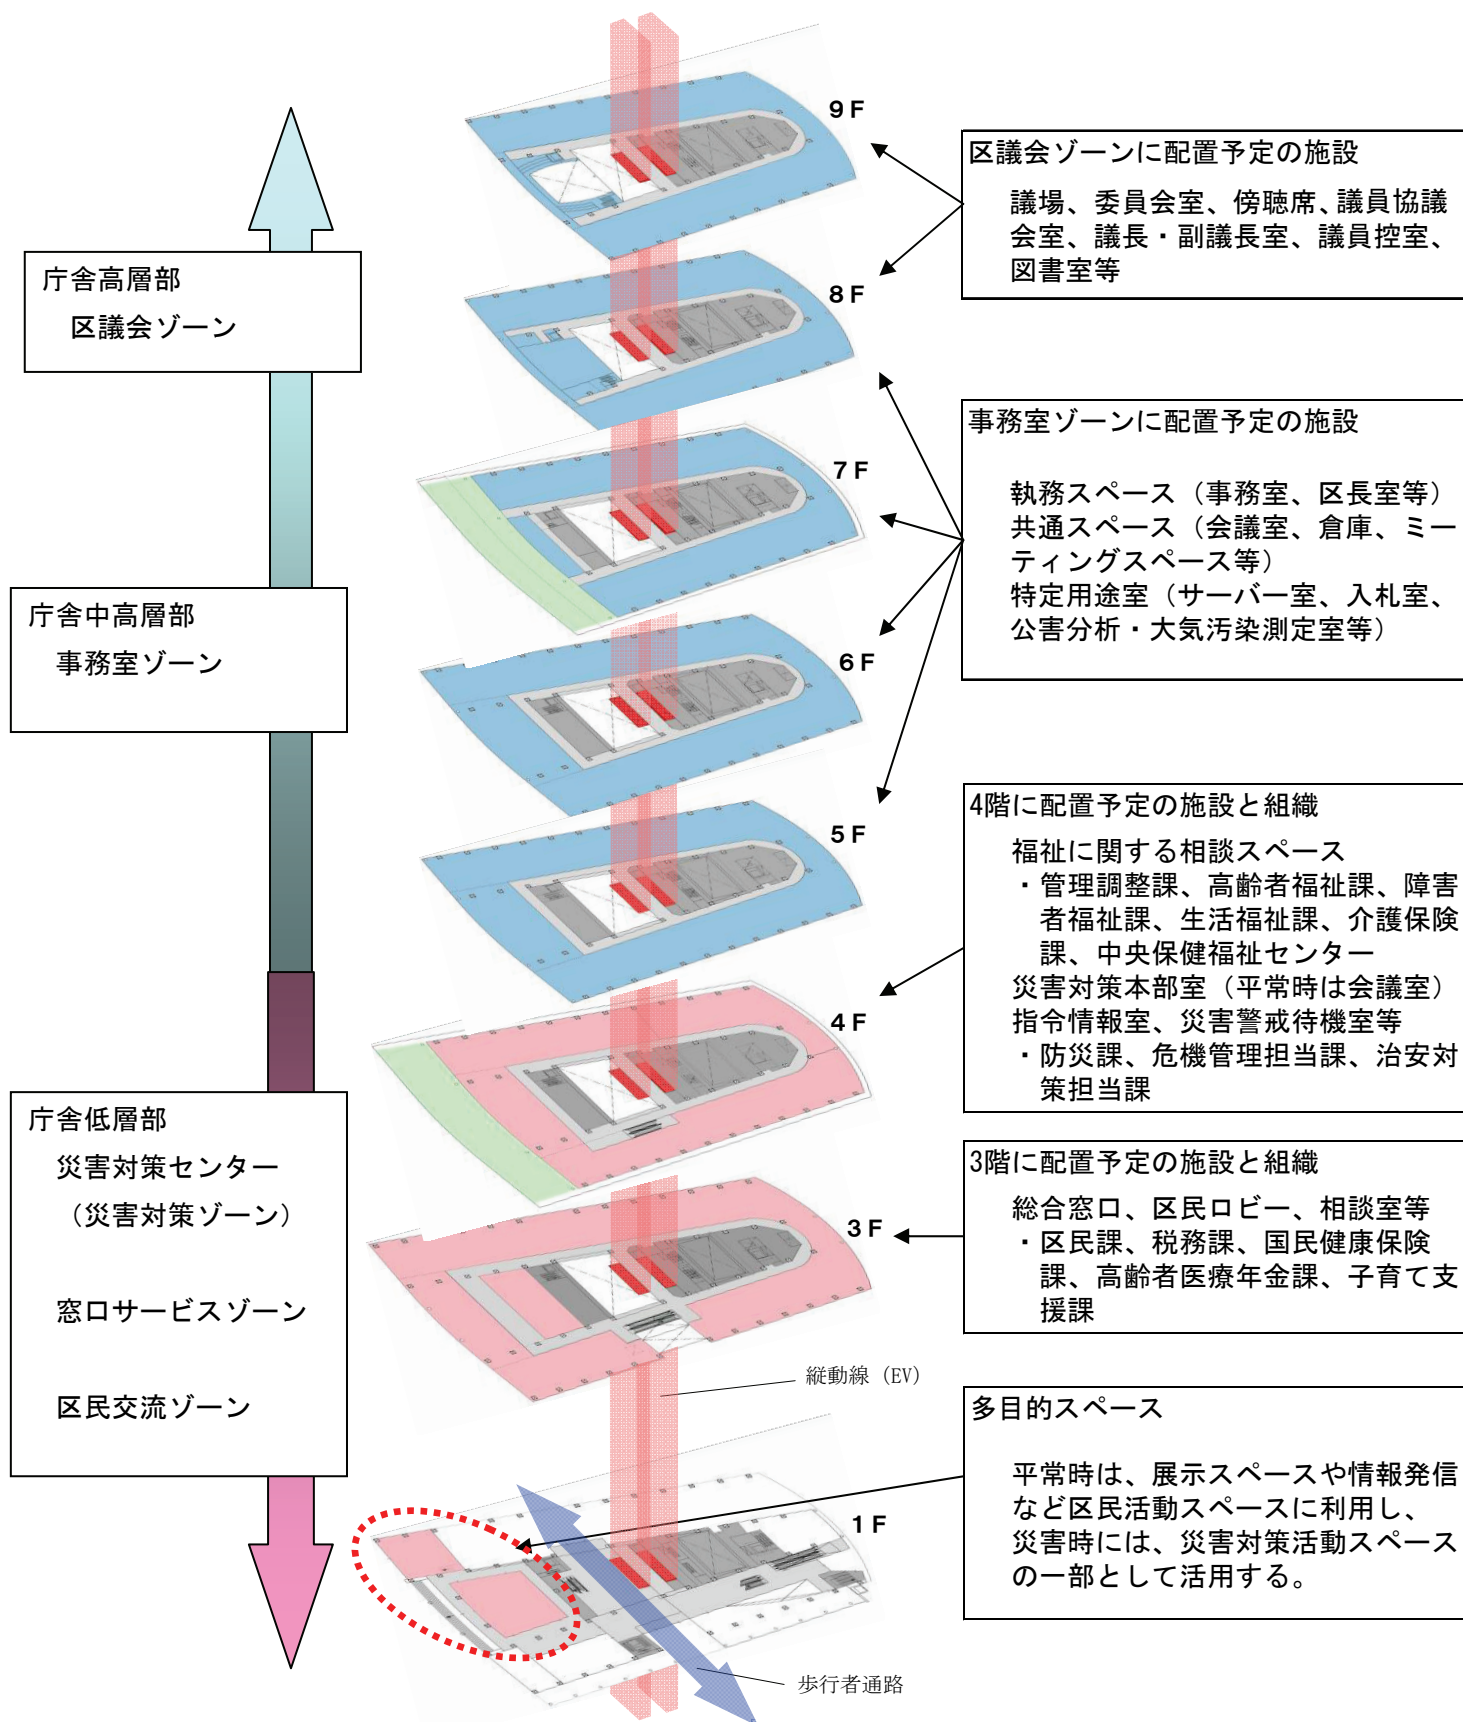 9F
8F
7F
6F
5F
4F
3F
1F
庁舎高層部
区議会ゾーン
庁舎中高層部
事務室ゾーン
庁舎低層部
災害対策センター
（災害対策ゾーン）
窓口サービスゾーン
区民交流ゾーン
区議会ゾーンに配置予定の施設
議場、委員会室、傍聴席、議員協議
会室、議長・副議長室、議員控室、
図書室等
事務室ゾーンに配置予定の施設
執務スペース（事務室、区長室等）
共通スペース（会議室、倉庫、ミー
ティングスペース等）
特定用途室（サーバー室、入札室、
公害分析・大気汚染測定室等）
4階に配置予定の施設と組織
福祉に関する相談スペース
・管理調整課、高齢者福祉課、障害
者福祉課、生活福祉課、介護保険
課、中央保健福祉センター
災害対策本部室（平常時は会議室）
指令情報室、災害警戒待機室等
・防災課、危機管理担当課、治安対
策担当課
3階に配置予定の施設と組織
総合窓口、区民ロビー、相談室等
・区民課、税務課、国民健康保険
課、高齢者医療年金課、子育て支
援課
縦動線（EV）
多目的スペース
平常時は、展示スペースや情報発信
など区民活動スペースに利用し、
災害時には、災害対策活動スペース
の一部として活用する。
歩行者通路